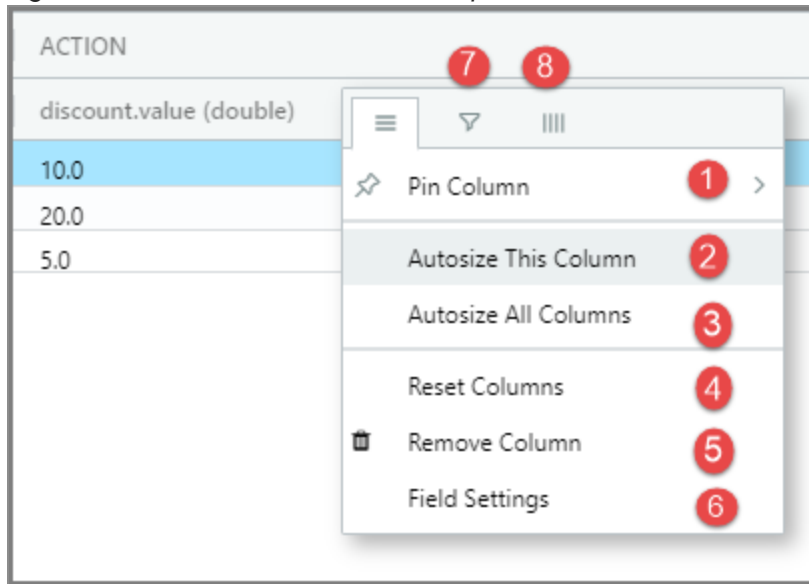 ACTION
7 8
discount.value (double)
10.0
Pin Column 1
20.0
5.0
Autosize This Column 2
Autosize All Columns 3
Reset Columns 4
Remove Column 5
Field Settings 6